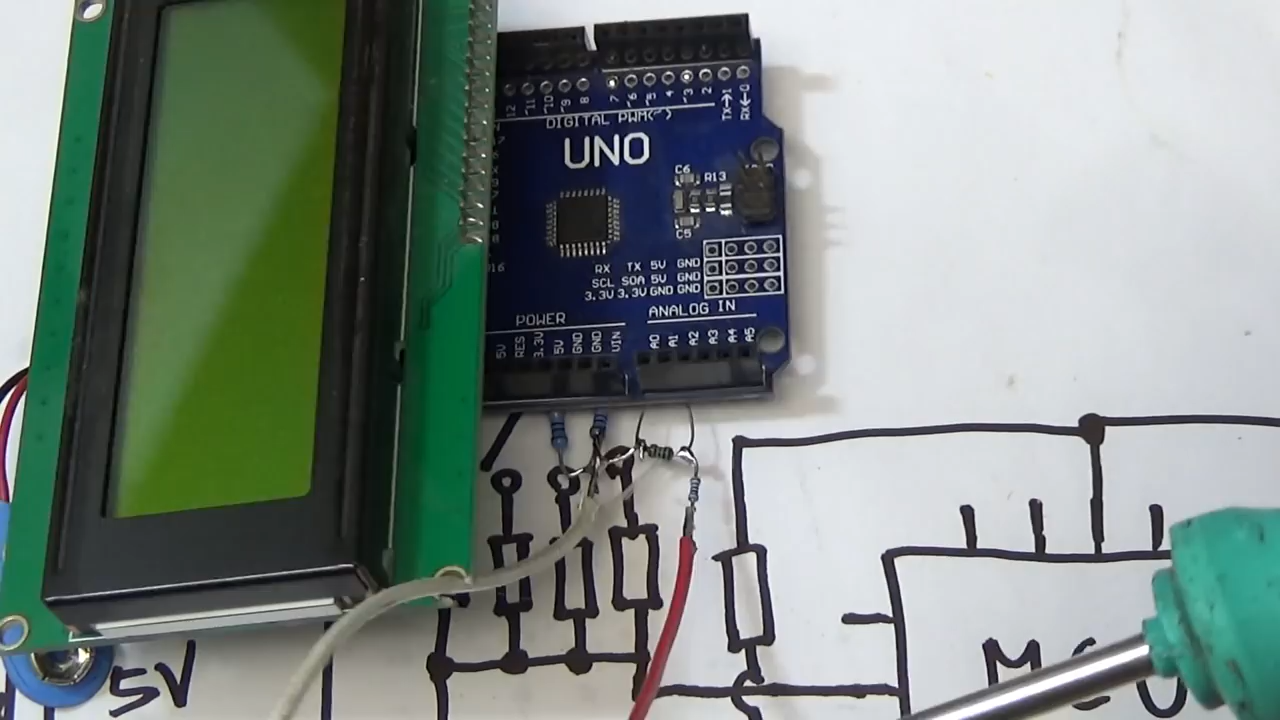 12 ~11 ~10 ~9 8 7 ~6 ~5 4 ~3 2 TX→1 RX←0
DIGITAL PWM(~)
UNO
C6
R13
C5
RX TX 5V GND
SCL SDA 5V GND
3.3V 3.3V GND GND
POWER
ANALOG IN
5V RES 3.3V 5V GND GND VIN
A0 A1 A2 A3 A4 A5
5V
MCU